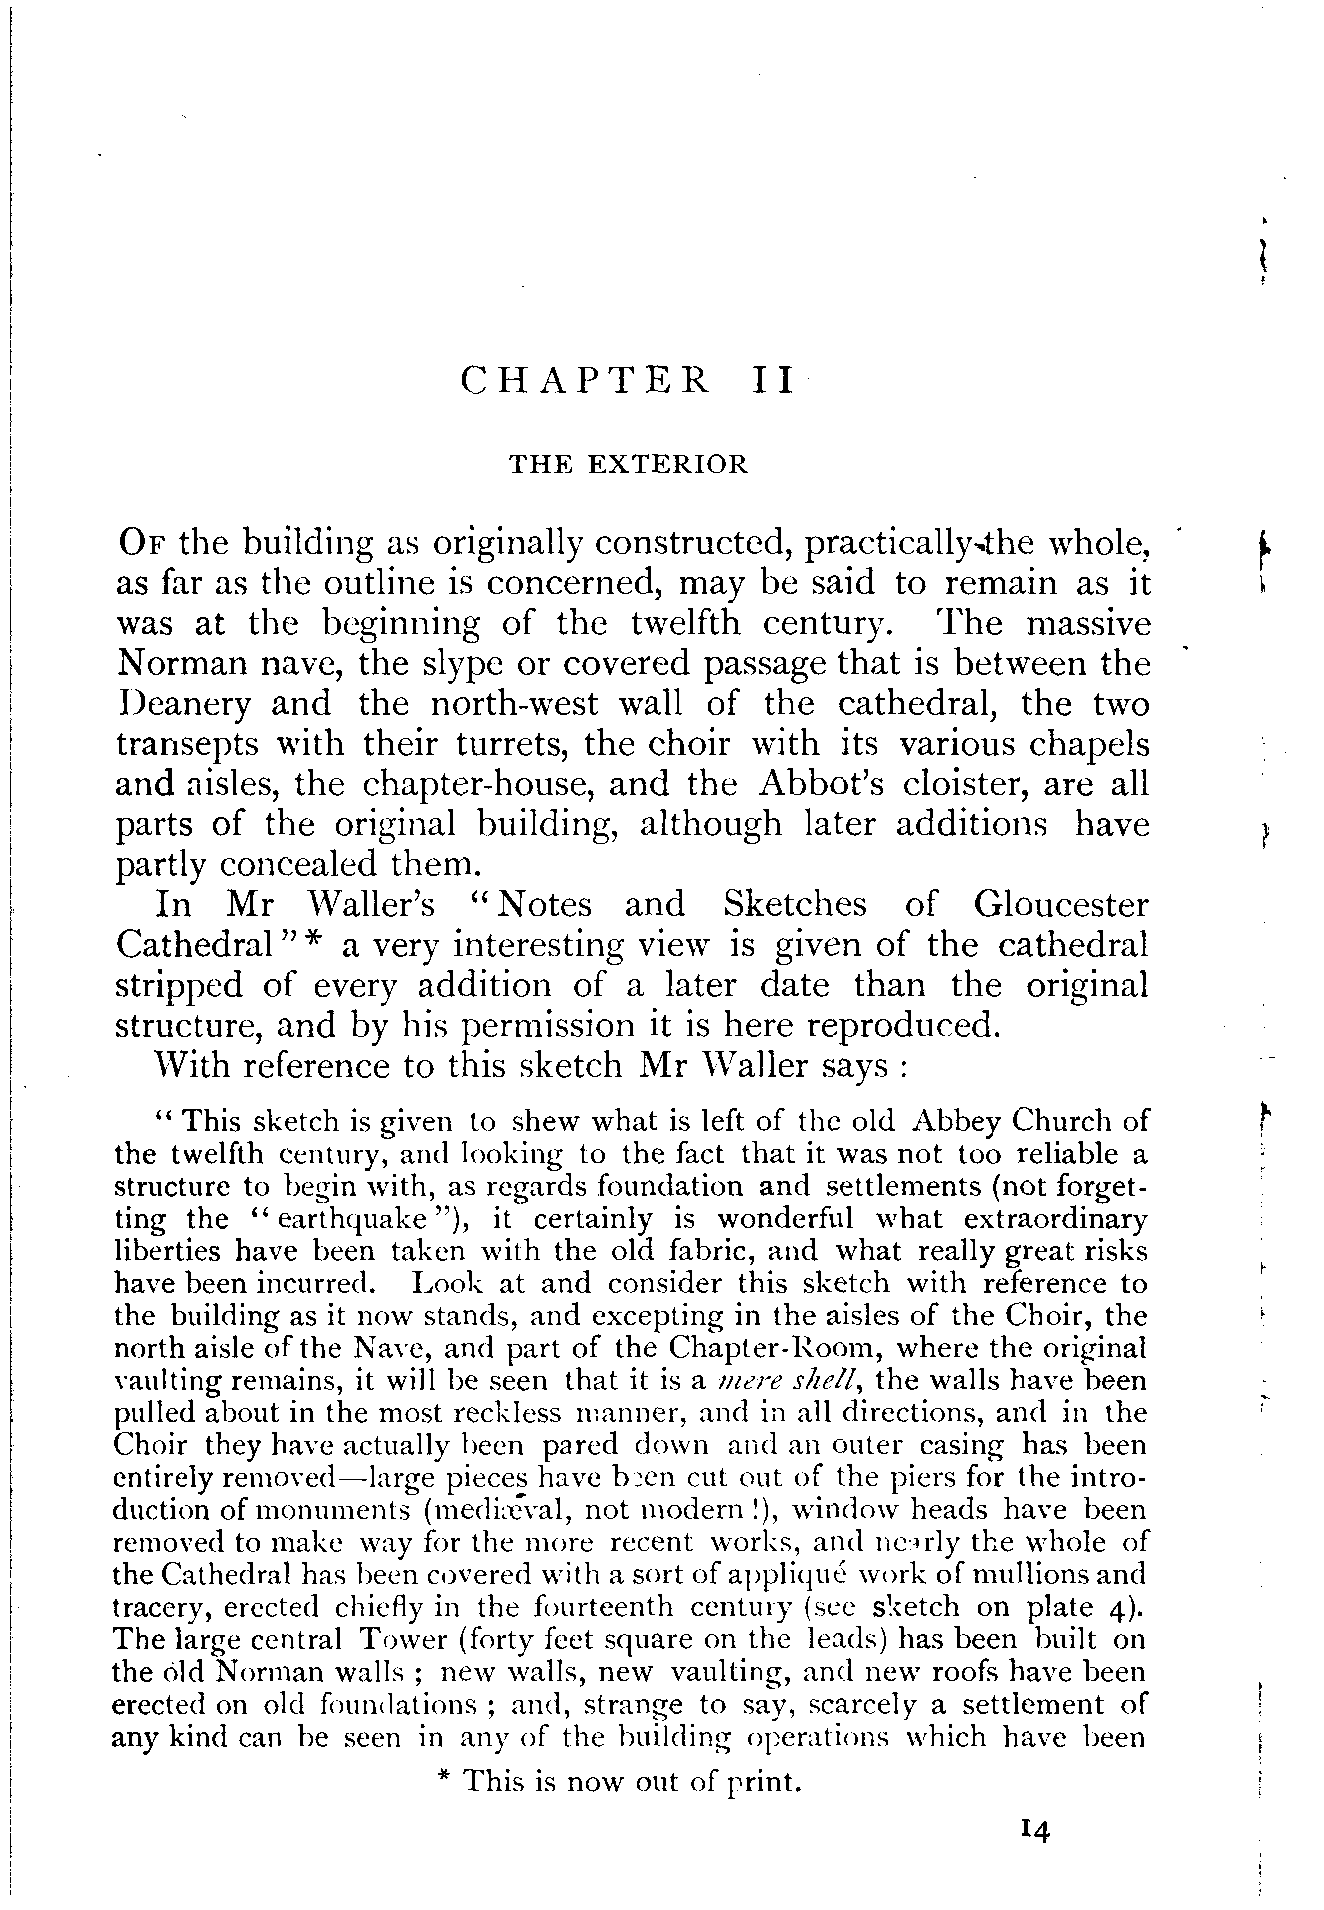 CHAPTER II
THE EXTERIOR
OF the building as originally constructed, practically the whole,
as far as the outline is concerned, may be said to remain as it
was at the beginning of the twelfth century. The massive
Norman nave, the slype or covered passage that is between the
Deanery and the north-west wall of the cathedral, the two
transepts with their turrets, the choir with its various chapels
and aisles, the chapter-house, and the Abbot's cloister, are all
parts of the original building, although later additions have
partly concealed them.
In Mr Waller's “Notes and Sketches of Gloucester
Cathedral”* a very interesting view is given of the cathedral
stripped of every addition of a later date than the original
structure, and by his permission it is here reproduced.
With reference to this sketch Mr Waller says :
“ This sketch is given to shew what is left of the old Abbey Church of
the twelfth century, and looking to the fact that it was not too reliable a
structure to begin with, as regards foundation and settlements (not forget-
ting the “ earthquake”), it certainly is wonderful what extraordinary
liberties have been taken with the old fabric, and what really great risks
have been incurred. Look at and consider this sketch with reference to
the building as it now stands, and excepting in the aisles of the Choir, the
north aisle of the Nave, and part of the Chapter-Room, where the original
vaulting remains, it will be seen that it is a mere shell, the walls have been
pulled about in the most reckless manner, and in all directions, and in the
Choir they have actually been pared down and an outer casing has been
entirely removed—large pieces have been cut out of the piers for the intro-
duction of monuments (mediæval, not modern !), window heads have been
removed to make way for the more recent works, and nearly the whole of
the Cathedral has been covered with a sort of appliqué work of mullions and
tracery, erected chiefly in the fourteenth century (see sketch on plate 4).
The large central Tower (forty feet square on the leads) has been built on
the old Norman walls ; new walls, new vaulting, and new roofs have been
erected on old foundations ; and, strange to say, scarcely a settlement of
any kind can be seen in any of the building operations which have been
* This is now out of print.
14